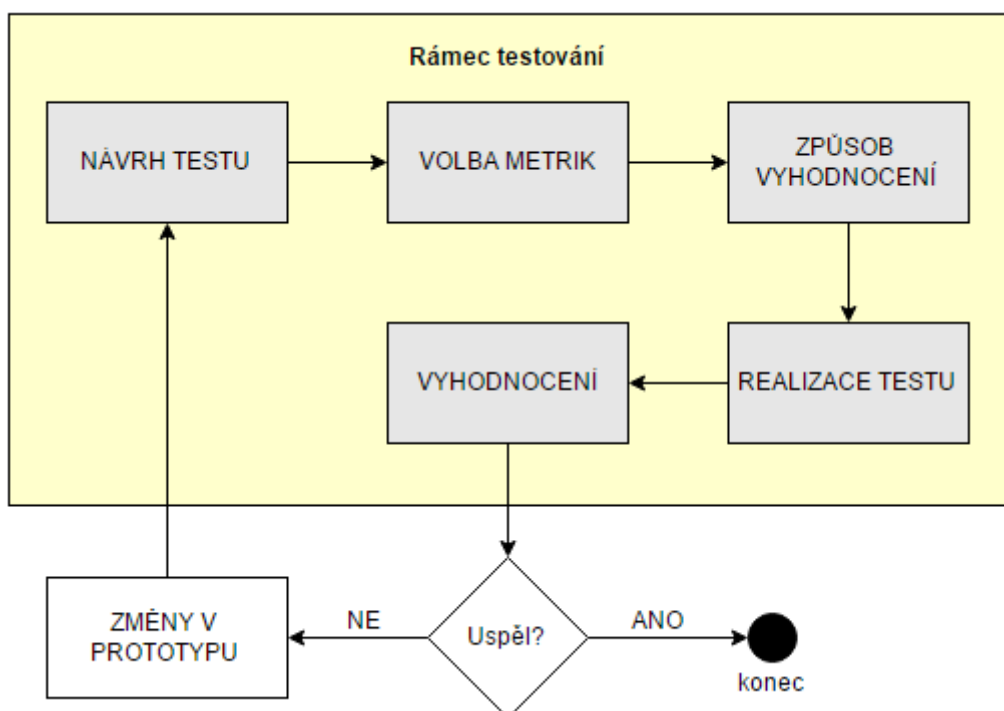 Rámec testování
NÁVRH TESTU
VOLBA METRIK
ZPŮSOB
VYHODNOCENÍ
VYHODNOCENÍ
REALIZACE TESTU
ZMĚNY V
PROTOTYPU
NE
Uspěl?
ANO
konec